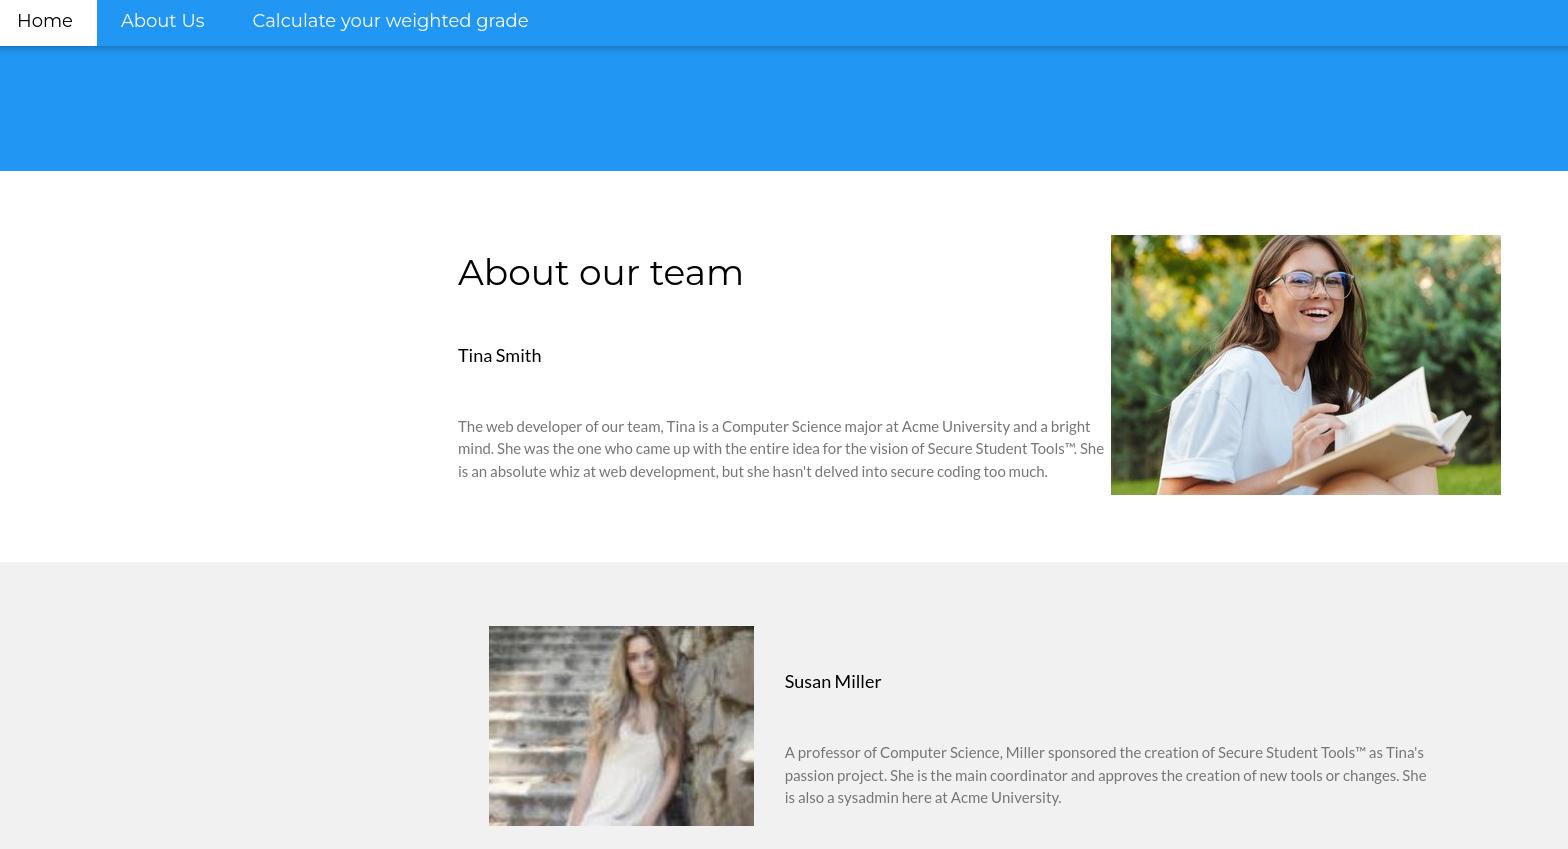 Home About Us Calculate your weighted grade
About our team
Tina Smith
The web developer of our team, Tina is a Computer Science major at Acme University and a bright
mind. She was the one who came up with the entire idea for the vision of Secure Student Tools™. She
is an absolute whiz at web development, but she hasn't delved into secure coding too much.
Susan Miller
A professor of Computer Science, Miller sponsored the creation of Secure Student Tools™ as Tina's
passion project. She is the main coordinator and approves the creation of new tools or changes. She
is also a sysadmin here at Acme University.